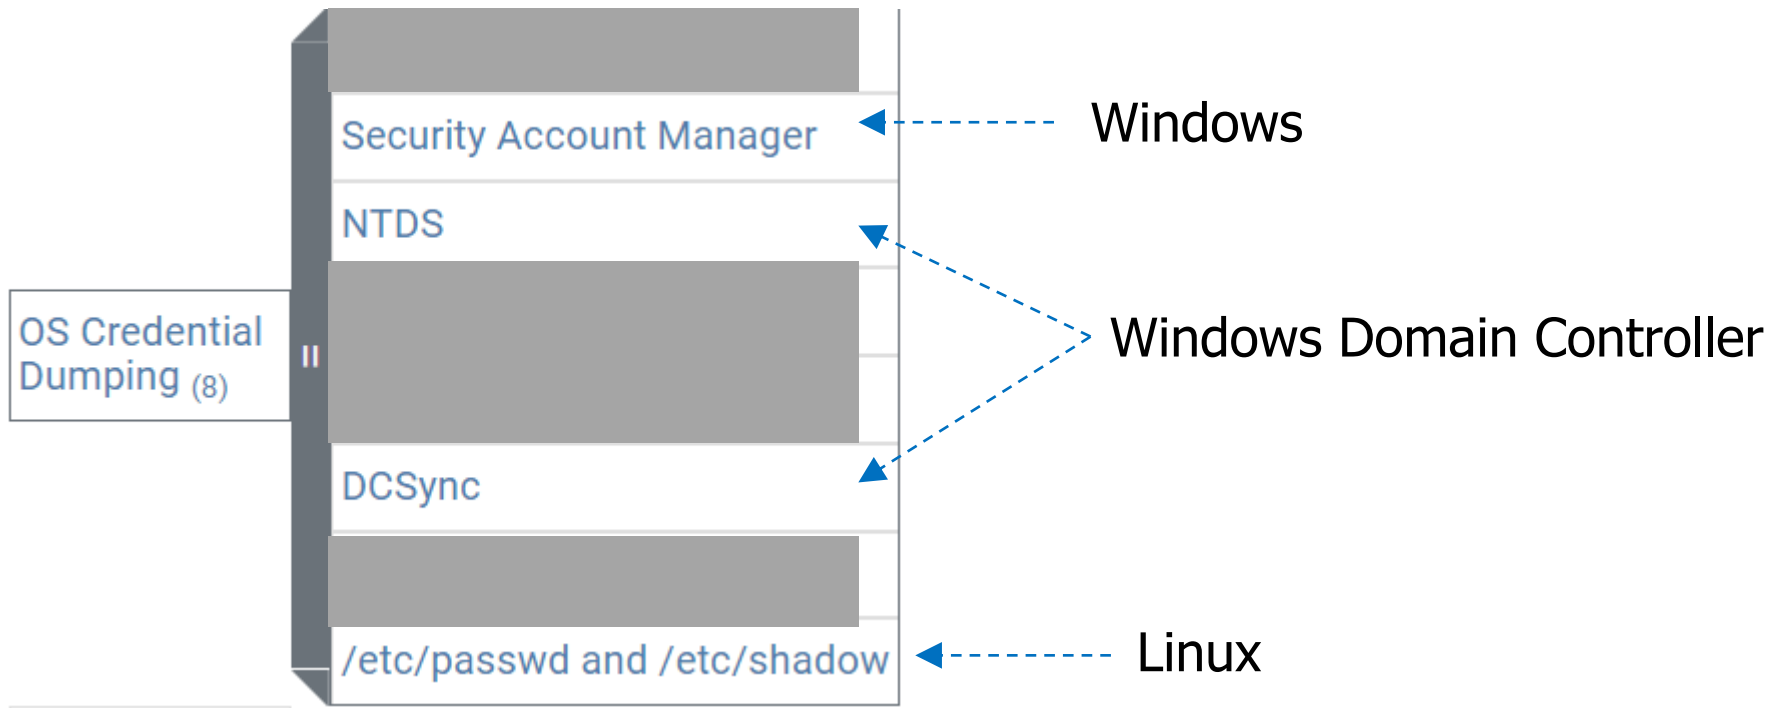 Security Account Manager
Windows
NTDS
OS Credential
Dumping (8)
Windows Domain Controller
DCSync
/etc/passwd and /etc/shadow
Linux